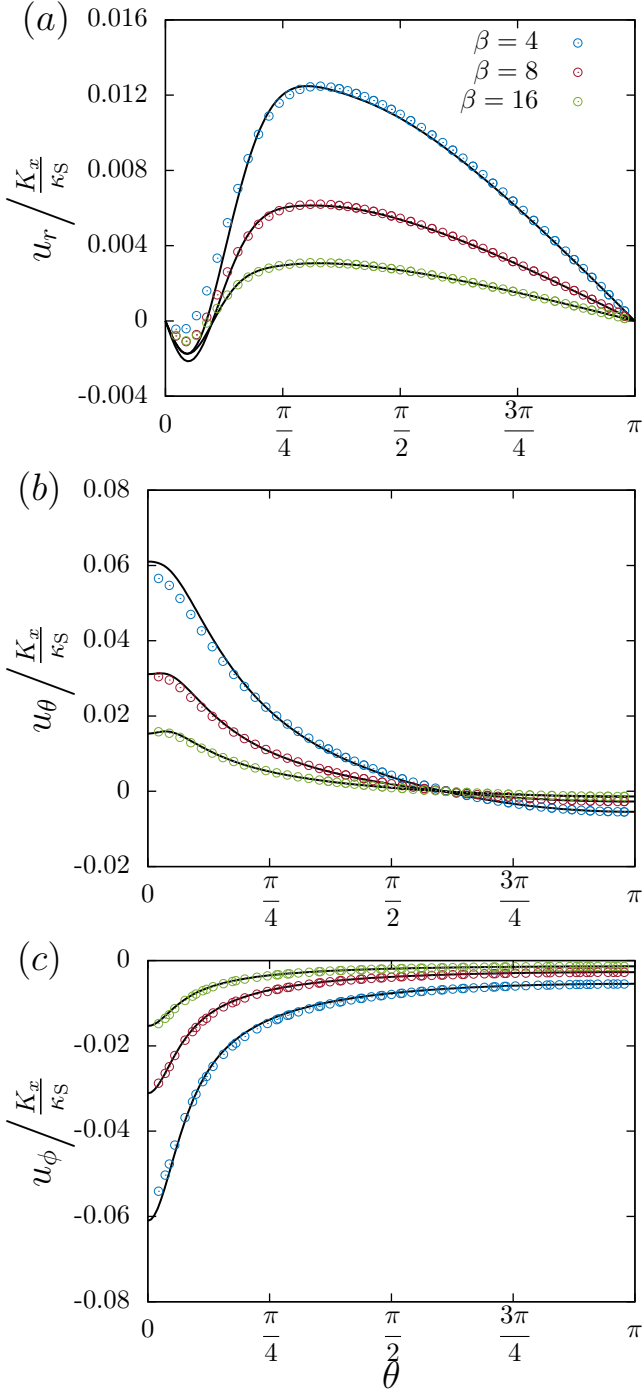 (a)
0.016
0.012
0.008
0.004
0
-0.004
u_r / K_x/κ_S
β = 4
β = 8
β = 16
0 π/4 π/2 3π/4 π
(b)
0.08
0.06
0.04
0.02
0
-0.02
u_θ / K_x/κ_S
0 π/4 π/2 3π/4 π
(c)
0
-0.02
-0.04
-0.06
-0.08
u_ϕ / K_x/κ_S
0 π/4 π/2 3π/4 π
θ